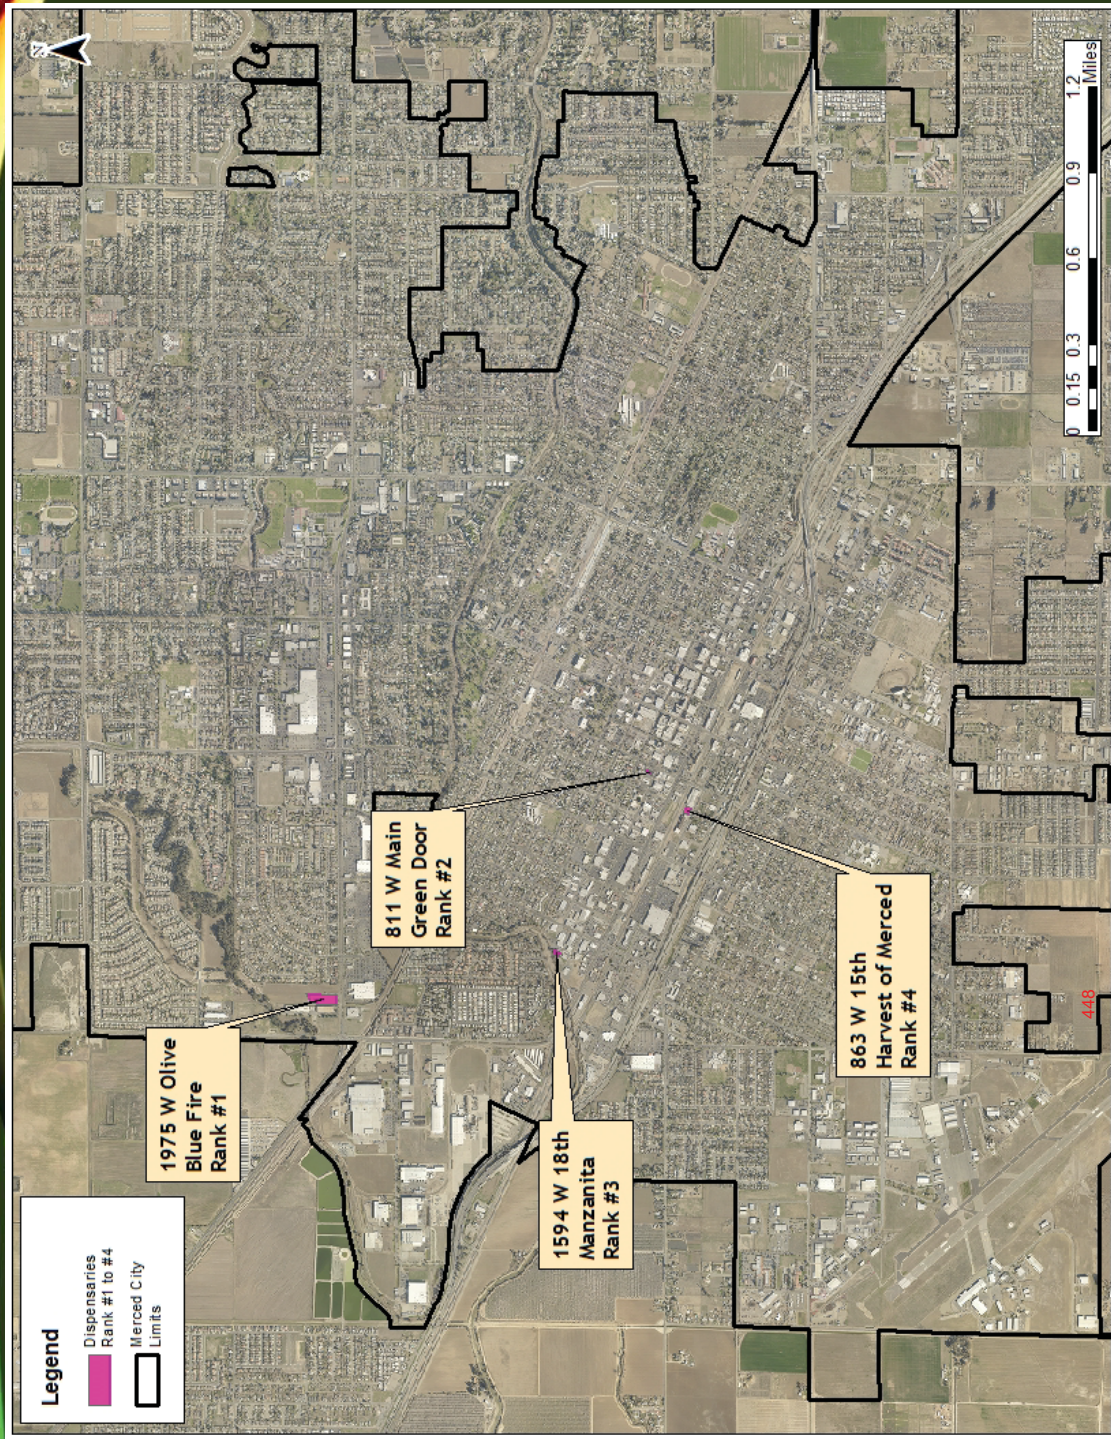 N
Legend
Dispensaries
Rank #1 to #4
Merced City
Limits
1975 W Olive
Blue Fire
Rank #1
811 W Main
Green Door
Rank #2
1594 W 18th
Manzanita
Rank #3
863 W 15th
Harvest of Merced
Rank #4
0 0.15 0.3 0.6 0.9 1.2
Miles
448